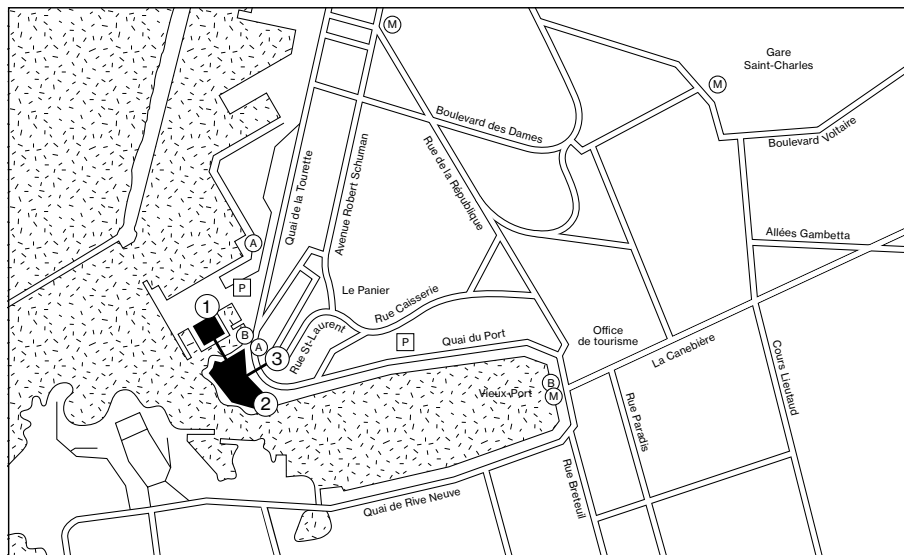 M
Gare
Saint-Charles
M
Boulevard des Dames
Boulevard Voltaire
Rue de la République
Avenue Robert Schuman
Quai de la Tourette
Allées Gambetta
A
P
Le Panier
1
Rue Caisserie
Rue St-Laurent
B
A
3
P
Quai du Port
Office
de tourisme
La Canebière
Cours Lieutaud
2
Vieux-Port
B
M
Rue Paradis
Rue Breteuil
Quai de Rive Neuve